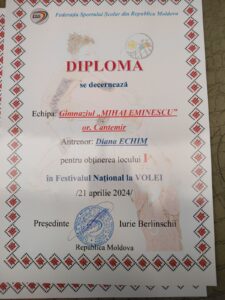 Federația Sportului Școlar din Republica Moldova
DIPLOMA
se decernează
Echipa: Gimnaziul „MIHAI EMINESCU”
or. Cantemir
Antrenor: Diana ECHIM
pentru obținerea locului I
în Festivalul Național la VOLEI
/21 aprilie 2024/
Președinte Iurie Berlinschii
Republica Moldova